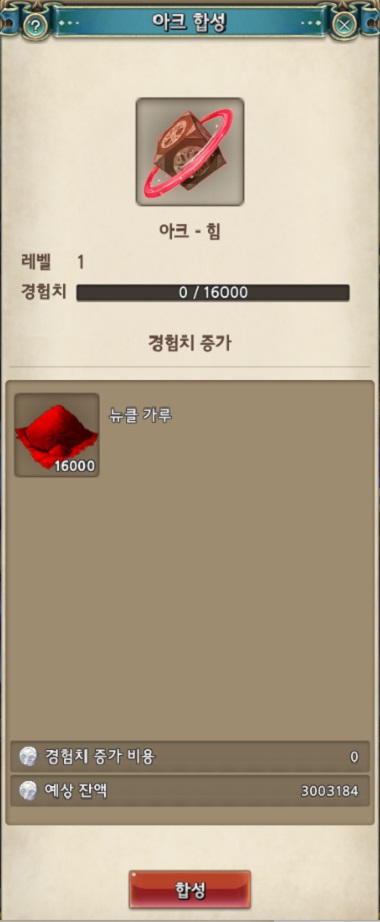 ?
아크 합성
아크 - 힘
레벨 1
경험치 0 / 16000
경험치 증가
뉴클 가루
16000
경험치 증가 비용 0
예상 잔액 3003184
합성